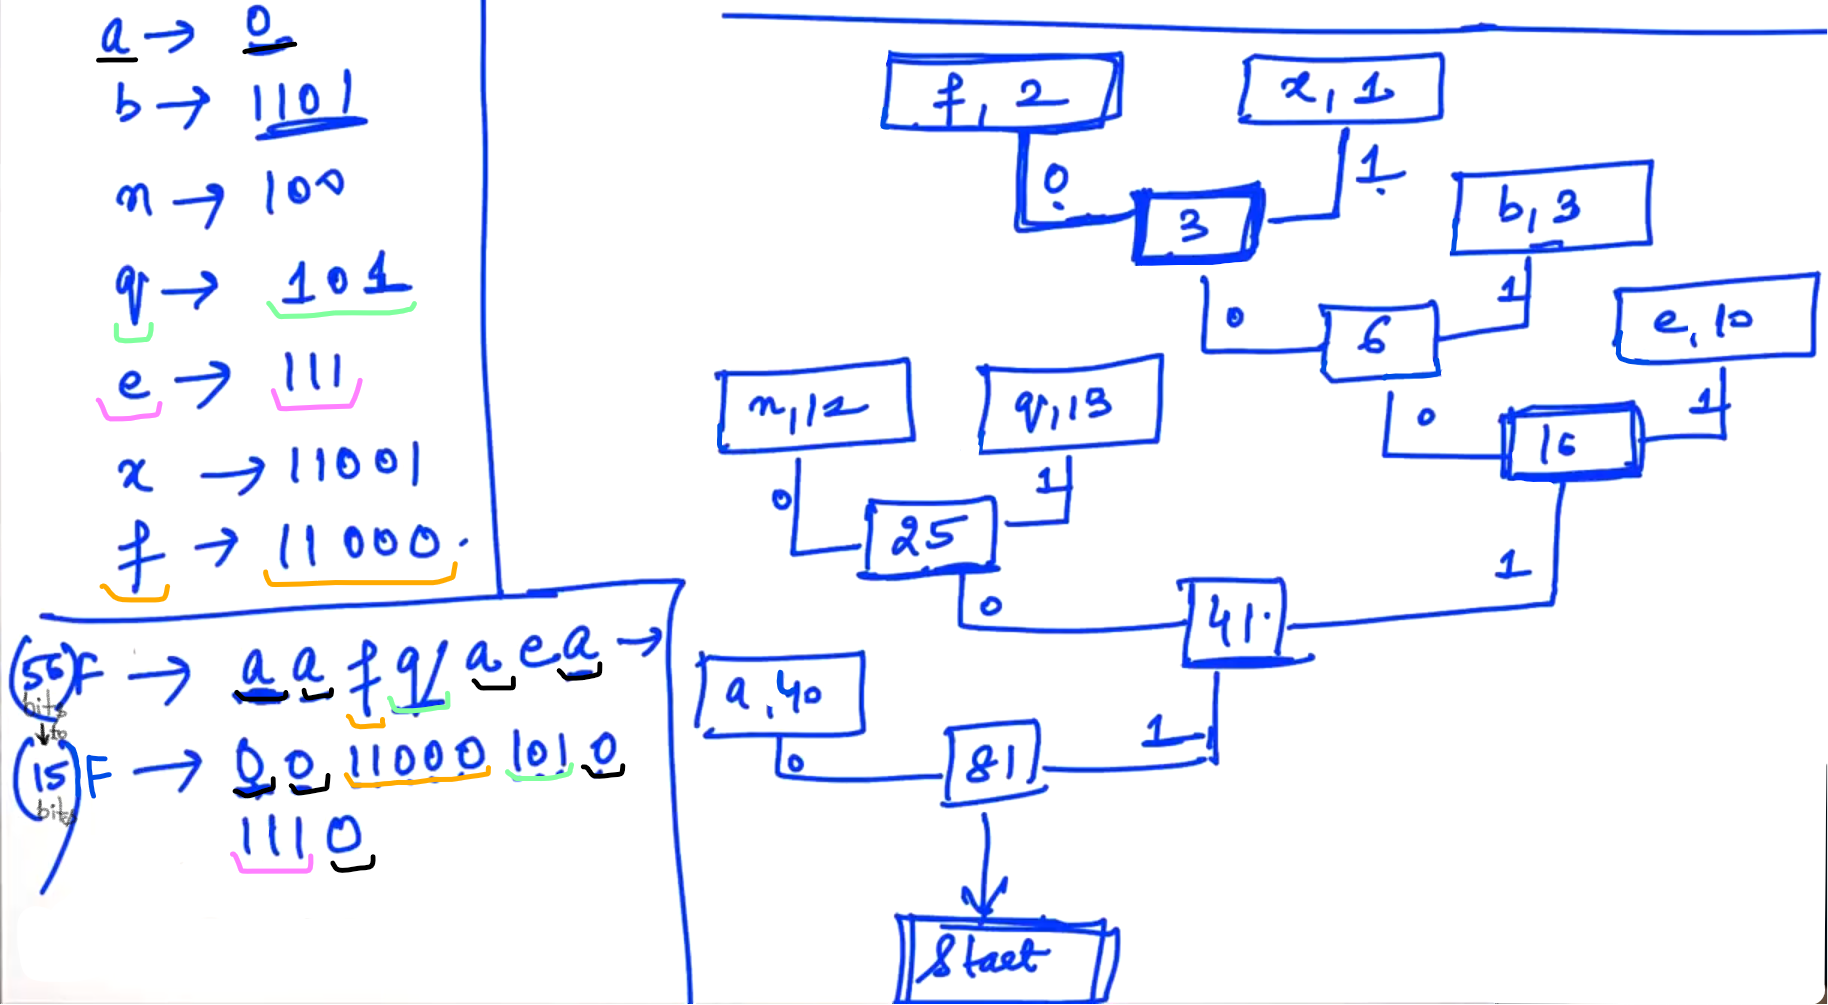 a → 0
b → 1101
n → 100
q → 101
e → 111
x → 11001
f → 11000.
(56)F → a a f q a e a →
bits
↓ to
(15)F → 0 0 11000 101 0
bits
111 0
f, 2
x, 1
0
1
3
b, 3
0
1
6
e, 10
n, 12
q, 13
0
1
16
0
1
25
0
41.
1
a, 40
0
81
1
Start